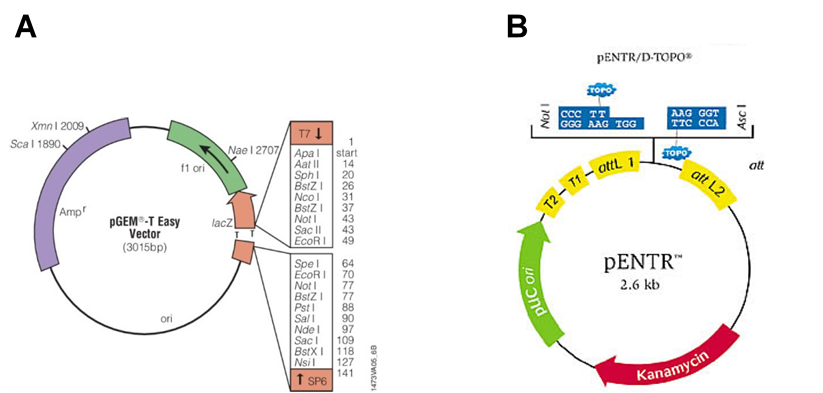 A
Xmn I 2009
Sca I 1890
Nae I 2707
f1 ori
Ampr
pGEM®-T Easy
Vector
(3015bp)
lacZ
T T
ori
T7 ↓
1
start
Apa I
Aat II 14
Sph I 20
BstZ I 26
Nco I 31
BstZ I 37
Not I 43
Sac II 43
EcoR I 49
Spe I 64
EcoR I 70
Not I 77
BstZ I 77
Pst I 88
Sal I 90
Nde I 97
Sac I 109
BstX I 118
Nsi I 127
141
↑ SP6
1473VA05_6B
B
pENTR/D-TOPO®
TOPO
Not I
CCC TT
GGG AAG TGG
AAG GGT
TTC CCA
Asc I
TOPO
att
T2
T1
attL 1
att L2
pUC ori
pENTR™
2.6 kb
Kanamycin